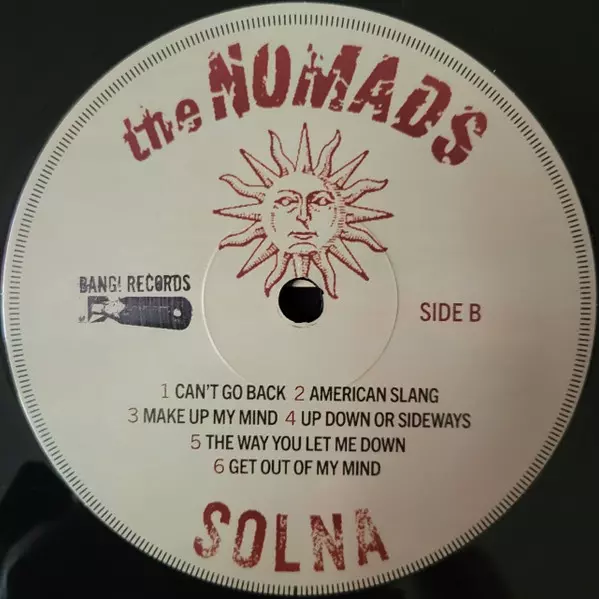 the NOMADS
BANG! RECORDS
SIDE B
1 CAN'T GO BACK 2 AMERICAN SLANG
3 MAKE UP MY MIND 4 UP DOWN OR SIDEWAYS
5 THE WAY YOU LET ME DOWN
6 GET OUT OF MY MIND
SOLNA